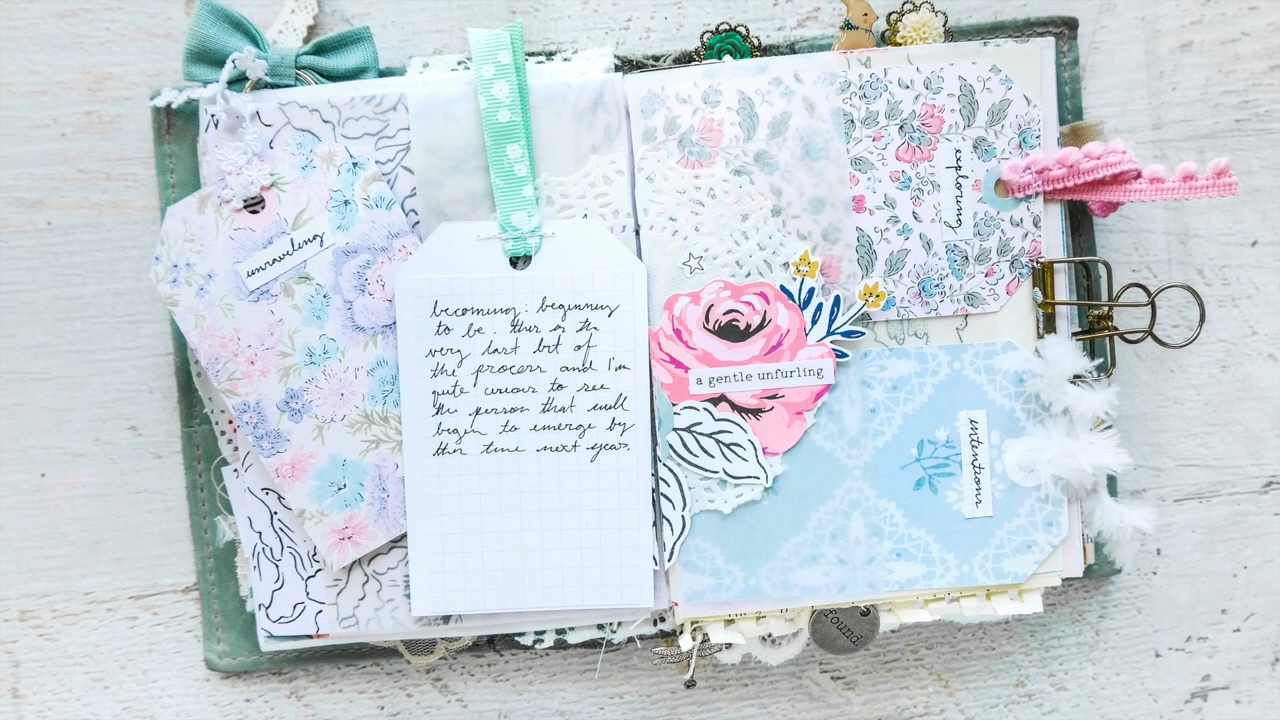 unraveling
becoming: beginning
to be. this is the
very last bit of
the process and I'm
quite curious to see
the person that will
begin to emerge by
this time next year.
exploring
a gentle unfurling
intentions
found